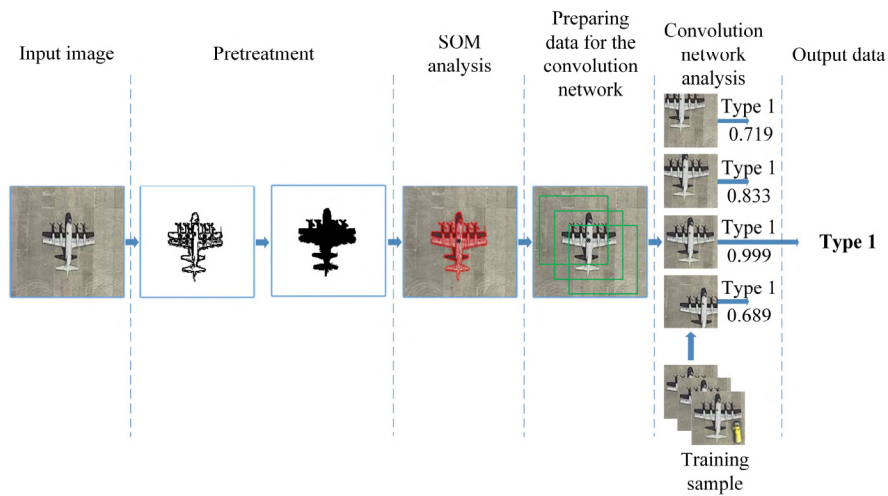 Input image
Pretreatment
SOM
analysis
Preparing
data for the
convolution
network
Convolution
network
analysis
Output data
Type 1
0.719
Type 1
0.833
Type 1
0.999
Type 1
0.689
Type 1
Training
sample